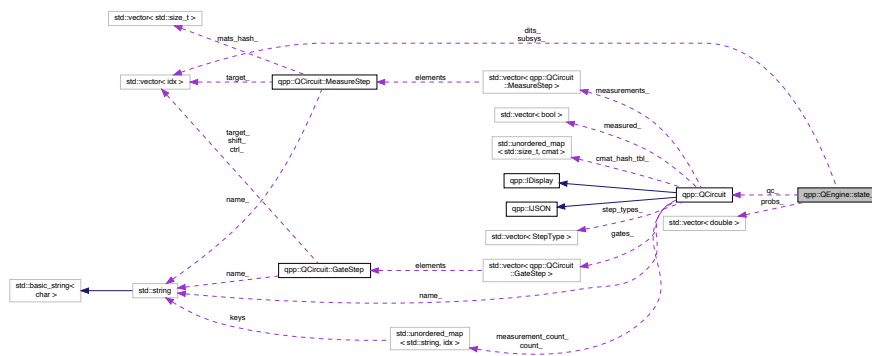 std::vector< std::size_t >
dits_
subsys_
mats_hash_
std::vector< idx >
target_
qpp::QCircuit::MeasureStep
elements
std::vector< qpp::QCircuit
::MeasureStep >
measurements_
std::vector< bool >
measured_
target_
shift_
ctrl_
std::unordered_map
< std::size_t, cmat >
cmat_hash_tbl_
qpp::IDisplay
qpp::QCircuit
qc_
qpp::QEngine::state_
probs_
name_
qpp::IJSON
step_types_
std::vector< double >
std::vector< StepType >
gates_
qpp::QCircuit::GateStep
elements
std::vector< qpp::QCircuit
::GateStep >
name_
std::basic_string<
char >
std::string
name_
keys
std::unordered_map
< std::string, idx >
measurement_count_
count_